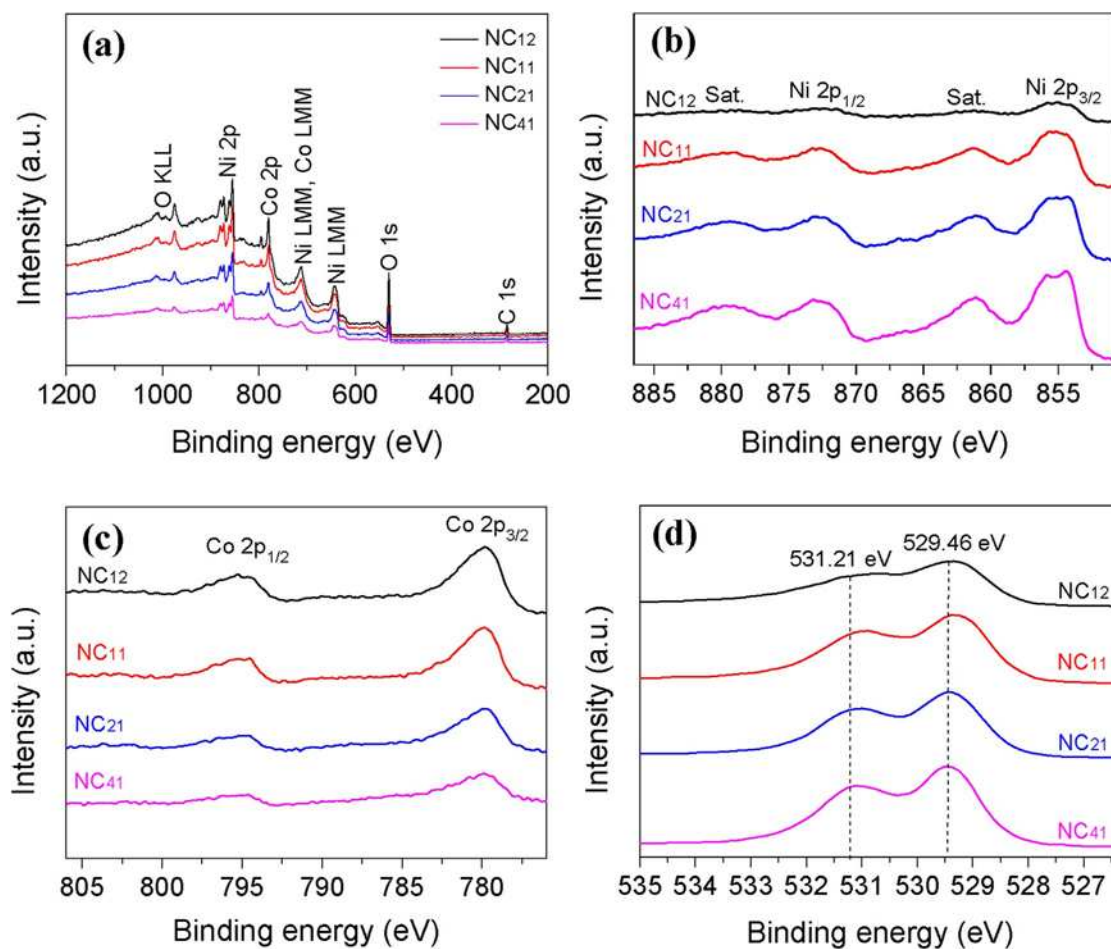 (a)
NC₁₂
NC₁₁
NC₂₁
NC₄₁
O KLL
Ni 2p
Co 2p
Ni LMM, Co LMM
Ni LMM
O 1s
C 1s
Intensity (a.u.)
1200 1000 800 600 400 200
Binding energy (eV)
(b)
NC₁₂ Sat. Ni 2p₁/₂ Sat. Ni 2p₃/₂
NC₁₁
NC₂₁
NC₄₁
Intensity (a.u.)
885 880 875 870 865 860 855
Binding energy (eV)
(c)
Co 2p₁/₂ Co 2p₃/₂
NC₁₂
NC₁₁
NC₂₁
NC₄₁
Intensity (a.u.)
805 800 795 790 785 780
Binding energy (eV)
(d)
531.21 eV 529.46 eV
NC₁₂
NC₁₁
NC₂₁
NC₄₁
Intensity (a.u.)
535 534 533 532 531 530 529 528 527
Binding energy (eV)